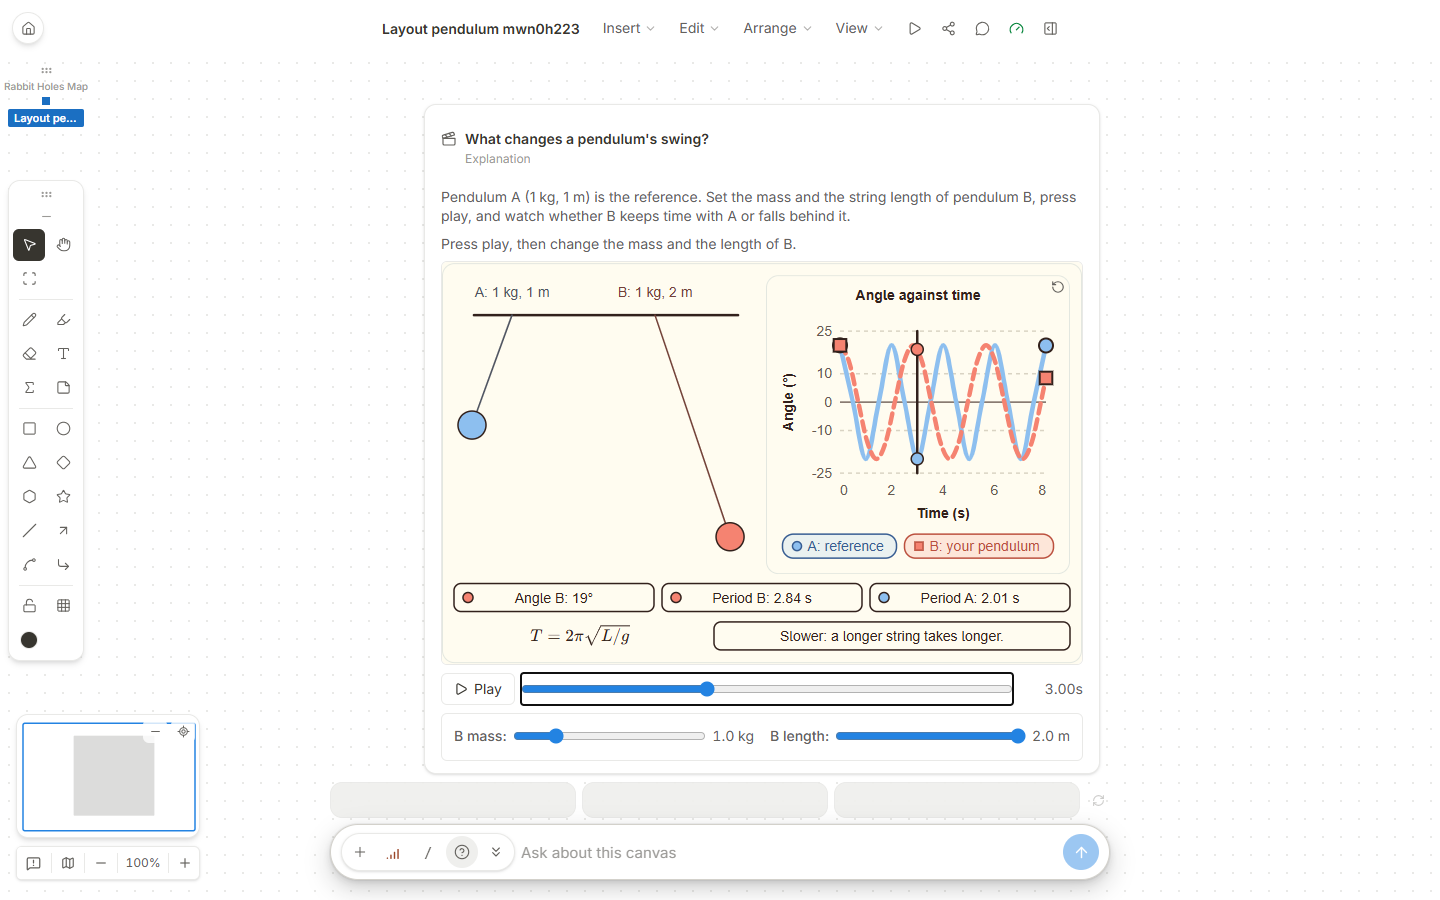 Layout pendulum mwn0h223
Insert
Edit
Arrange
View
Rabbit Holes Map
Layout pe...
What changes a pendulum's swing?
Explanation
Pendulum A (1 kg, 1 m) is the reference. Set the mass and the string length of pendulum B, press
play, and watch whether B keeps time with A or falls behind it.
Press play, then change the mass and the length of B.
A: 1 kg, 1 m
B: 1 kg, 2 m
Angle against time
25
10
0
-10
-25
Angle (°)
0 2 4 6 8
Time (s)
A: reference
B: your pendulum
Angle B: 19°
Period B: 2.84 s
Period A: 2.01 s
T = 2π√L/g
Slower: a longer string takes longer.
Play
3.00s
B mass:
1.0 kg
B length:
2.0 m
100%
/
Ask about this canvas